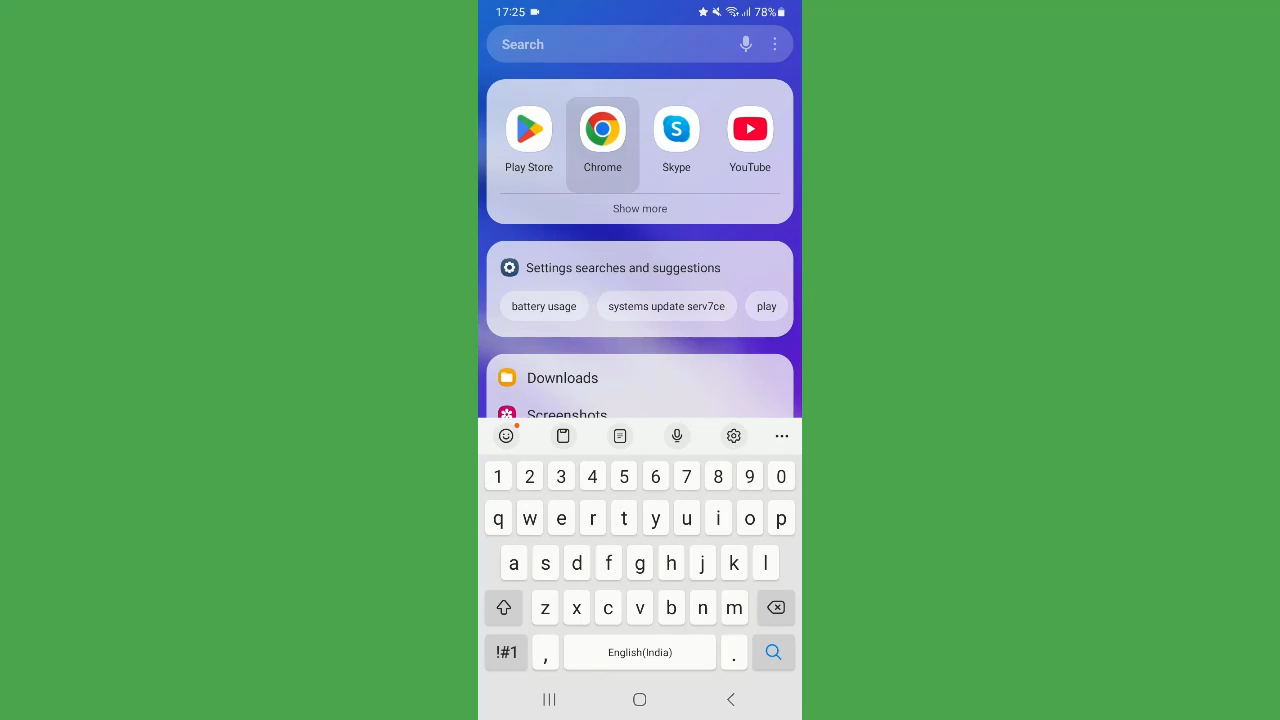 17:25 78%
Search
Play Store Chrome Skype YouTube
Show more
Settings searches and suggestions
battery usage systems update serv7ce play
Downloads
Screenshots
1 2 3 4 5 6 7 8 9 0
q w e r t y u i o p
a s d f g h j k l
z x c v b n m
!#1 , English(India) .